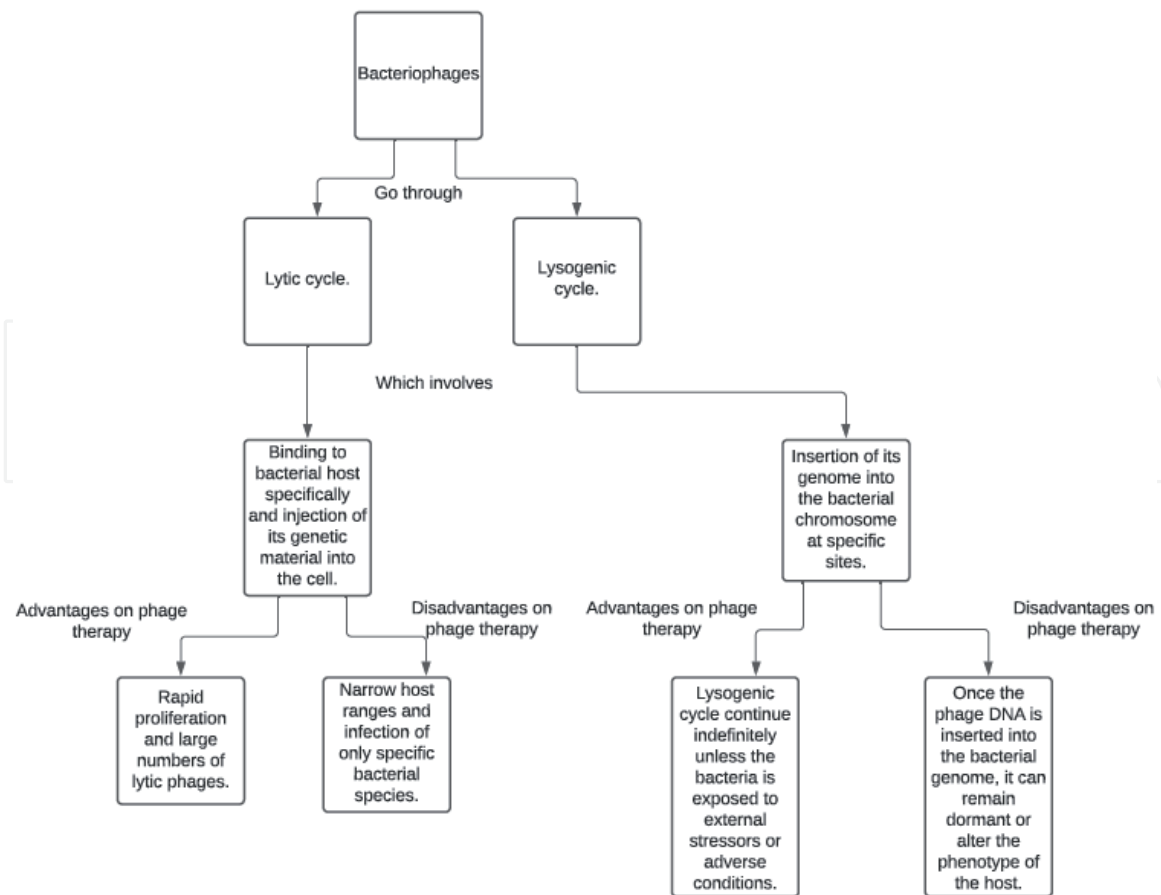 Bacteriophages
Go through
Lytic cycle.
Lysogenic
cycle.
Which involves
Binding to
bacterial host
specifically
and injection of
its genetic
material into
the cell.
Insertion of its
genome into
the bacterial
chromosome
at specific
sites.
Advantages on phage
therapy
Disadvantages on
phage therapy
Advantages on phage
therapy
Disadvantages on
phage therapy
Rapid
proliferation
and large
numbers of
lytic phages.
Narrow host
ranges and
infection of
only specific
bacterial
species.
Lysogenic
cycle continue
indefinitely
unless the
bacteria is
exposed to
external
stressors or
adverse
conditions.
Once the
phage DNA is
inserted into
the bacterial
genome, it can
remain
dormant or
alter the
phenotype of
the host.